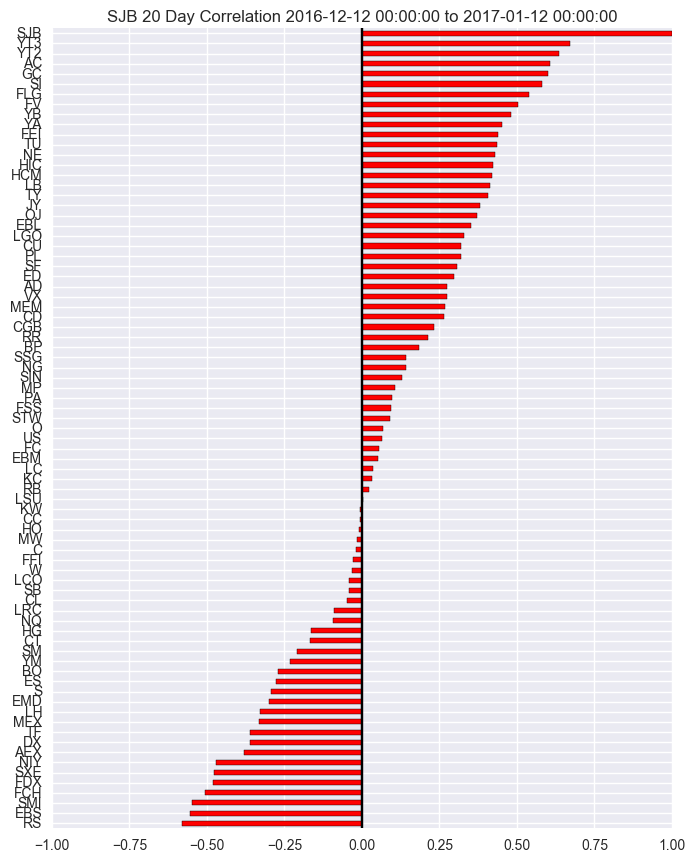 SJB 20 Day Correlation 2016-12-12 00:00:00 to 2017-01-12 00:00:00
SJB
YT3
YT2
AC
GC
SI
FLG
FV
YB
YA
FEI
TU
NE
HIC
HCM
LB
TY
JY
OJ
EBL
LGO
CU
PL
SF
ED
AD
VX
MEM
CD
CGB
RR
BP
SSG
NG
SIN
MP
PA
FSS
STW
O
US
FC
EBM
LC
KC
RB
LSU
KW
CC
HO
MW
C
FFI
W
LCO
SB
CL
LRC
NQ
HG
CT
SM
YM
BO
ES
S
EMD
LH
MEX
TF
DX
AEX
NIY
SXE
FDX
FCH
SMI
EBS
RS
−1.00 −0.75 −0.50 −0.25 0.00 0.25 0.50 0.75 1.00